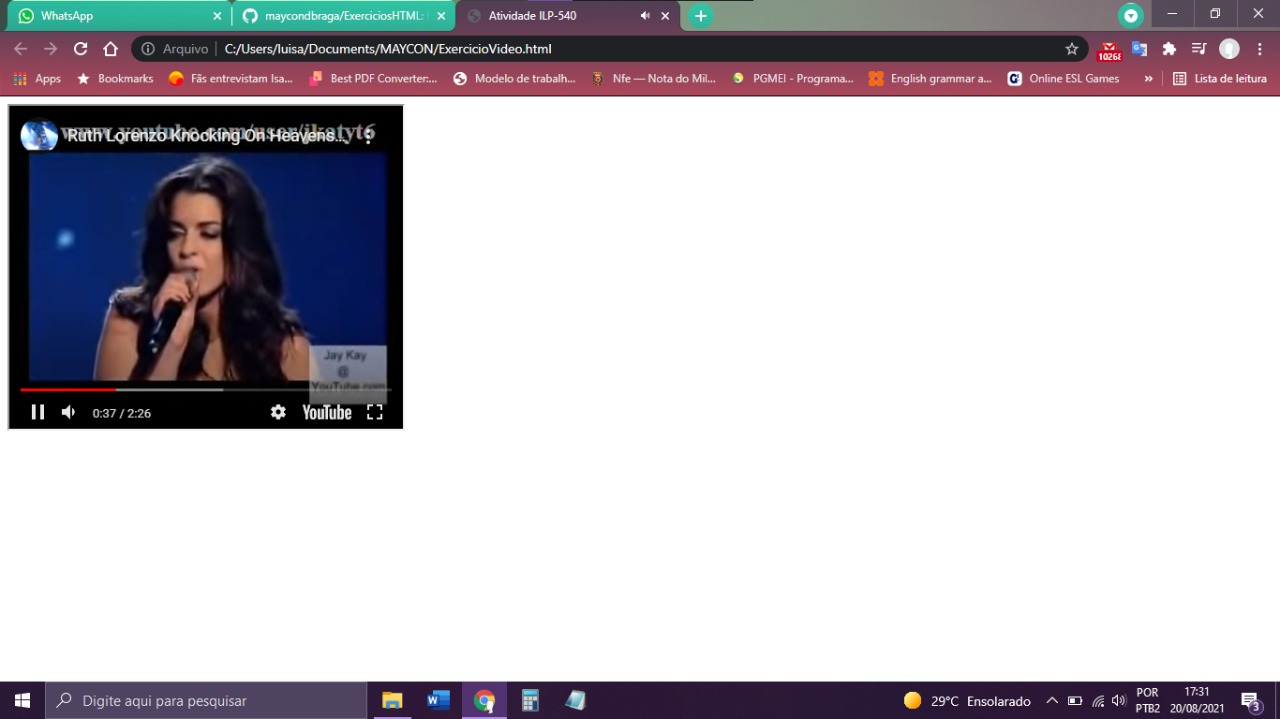 WhatsApp
maycondbraga/ExerciciosHTML:
Atividade ILP-540
Arquivo
C:/Users/luisa/Documents/MAYCON/ExercicioVideo.html
10268
Apps
Bookmarks
Fãs entrevistam Isa...
Best PDF Converter...
Modelo de trabalh...
Nfe — Nota do Mil...
PGMEI - Programa...
English grammar a...
Online ESL Games
»
Lista de leitura
www.youtube.com/user/jkatyt6
Ruth Lorenzo Knocking On Heavens...
Jay Kay
@
YouTube.com
0:37 / 2:26
YouTube
Digite aqui para pesquisar
29°C Ensolarado
POR
PTB2
17:31
20/08/2021
3